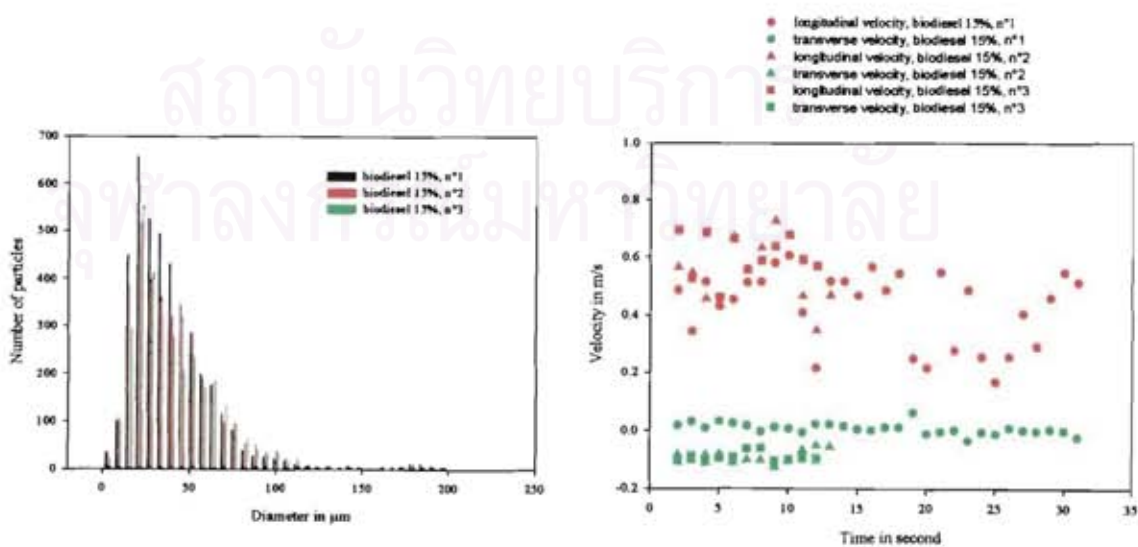 longitudinal velocity, biodiesel 15%, n°1
transverse velocity, biodiesel 15%, n°1
longitudinal velocity, biodiesel 15%, n°2
transverse velocity, biodiesel 15%, n°2
longitudinal velocity, biodiesel 15%, n°3
transverse velocity, biodiesel 15%, n°3
สถาบันวิทยบริการ
จุฬาลงกรณ์มหาวิทยาลัย
700
600
500
400
300
200
100
0
Number of particles
biodiesel 15%, n°1
biodiesel 15%, n°2
biodiesel 15%, n°3
0 50 100 150 200 250
Diameter in µm
1.0
0.8
0.6
0.4
0.2
0.0
-0.2
Velocity in m/s
0 5 10 15 20 25 30 35
Time in second